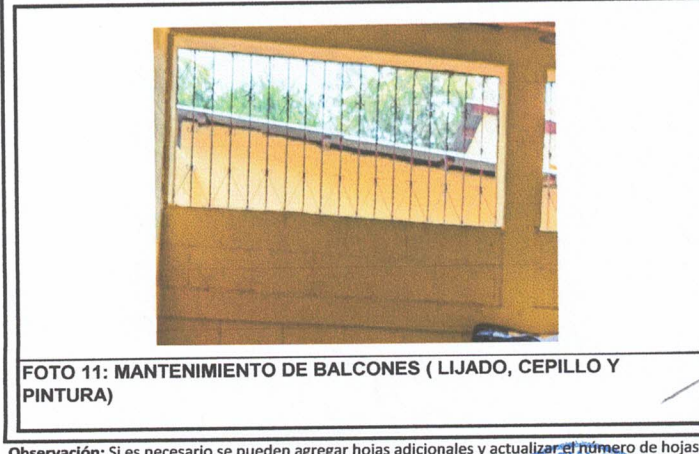 FOTO 11: MANTENIMIENTO DE BALCONES ( LIJADO, CEPILLO Y
PINTURA)
Observación: Si es necesario se pueden agregar hojas adicionales y actualizar el número de hojas